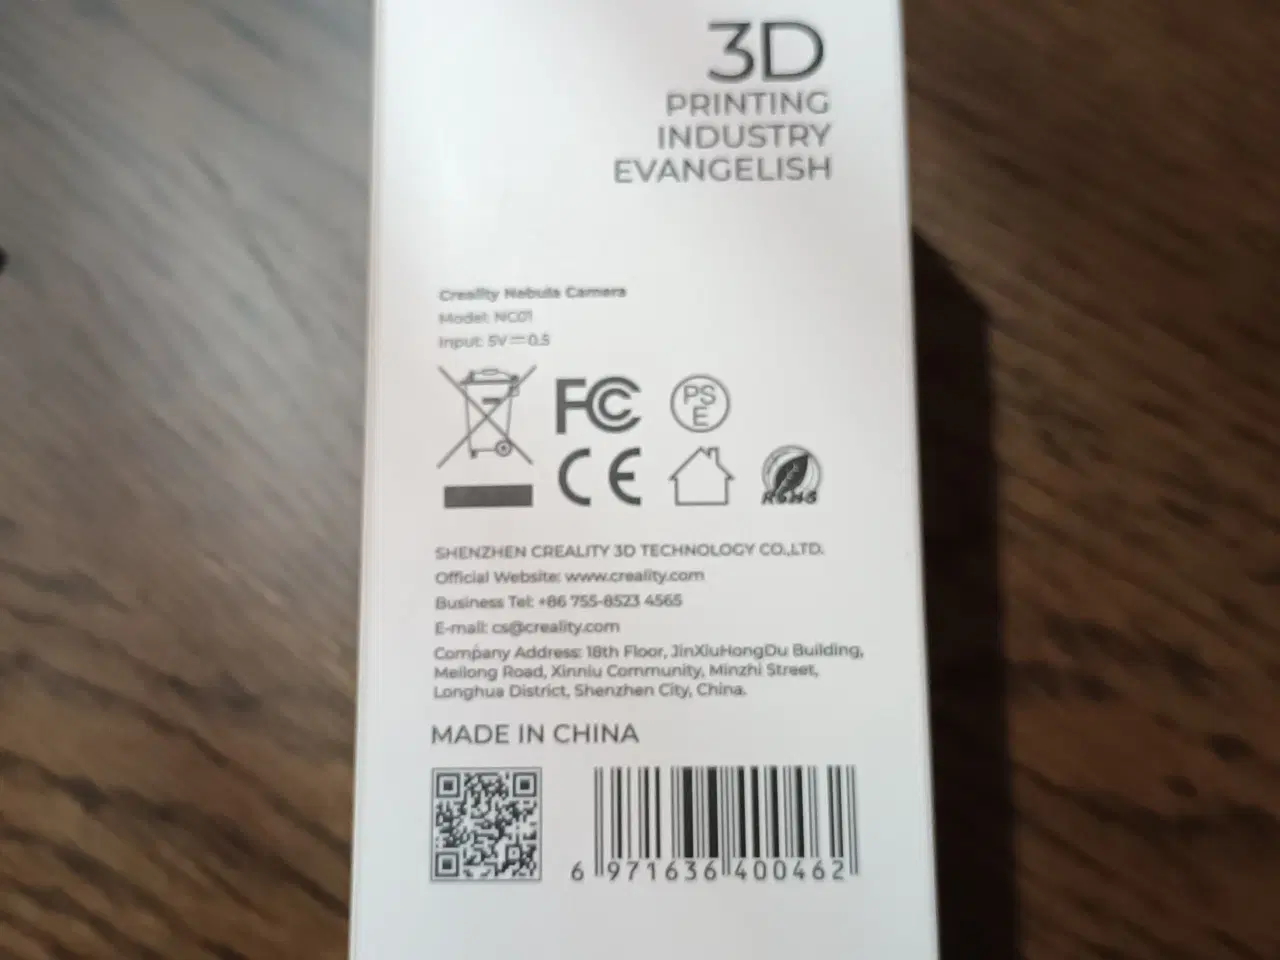 3D
PRINTING
INDUSTRY
EVANGELISH
Creality Nebula Camera
Model: NC01
Input: 5V⎓0.5
FC
PS
E
CE
RoHS
SHENZHEN CREALITY 3D TECHNOLOGY CO.,LTD.
Official Website: www.creality.com
Business Tel: +86 755-8523 4565
E-mail: cs@creality.com
Company Address: 18th Floor, JinXiuHongDu Building,
Meilong Road, Xinniu Community, Minzhi Street,
Longhua District, Shenzhen City, China.
MADE IN CHINA
6 971636 400462